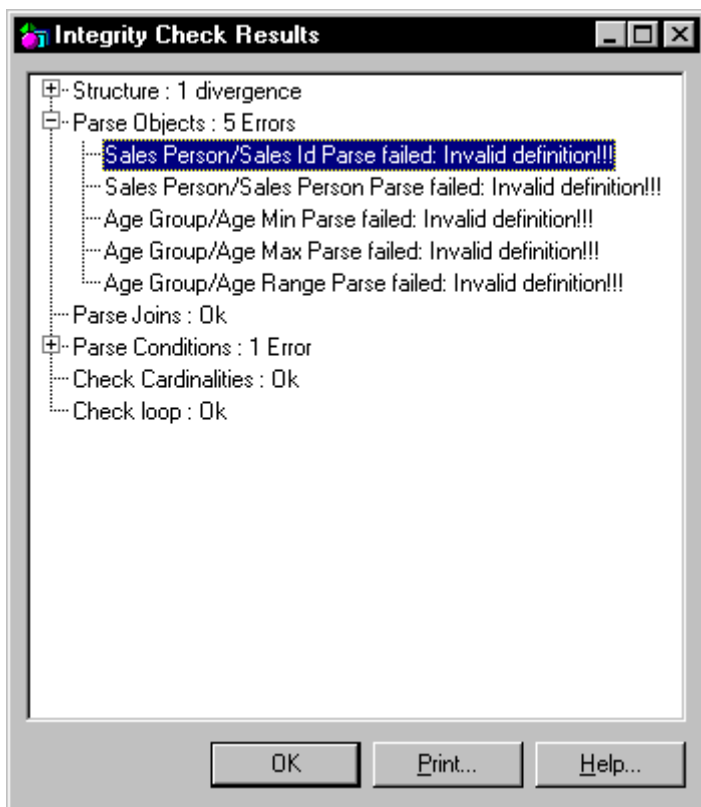 Integrity Check Results
Structure : 1 divergence
Parse Objects : 5 Errors
Sales Person/Sales Id Parse failed: Invalid definition!!!
Sales Person/Sales Person Parse failed: Invalid definition!!!
Age Group/Age Min Parse failed: Invalid definition!!!
Age Group/Age Max Parse failed: Invalid definition!!!
Age Group/Age Range Parse failed: Invalid definition!!!
Parse Joins : Ok
Parse Conditions : 1 Error
Check Cardinalities : Ok
Check loop : Ok
OK Print... Help...